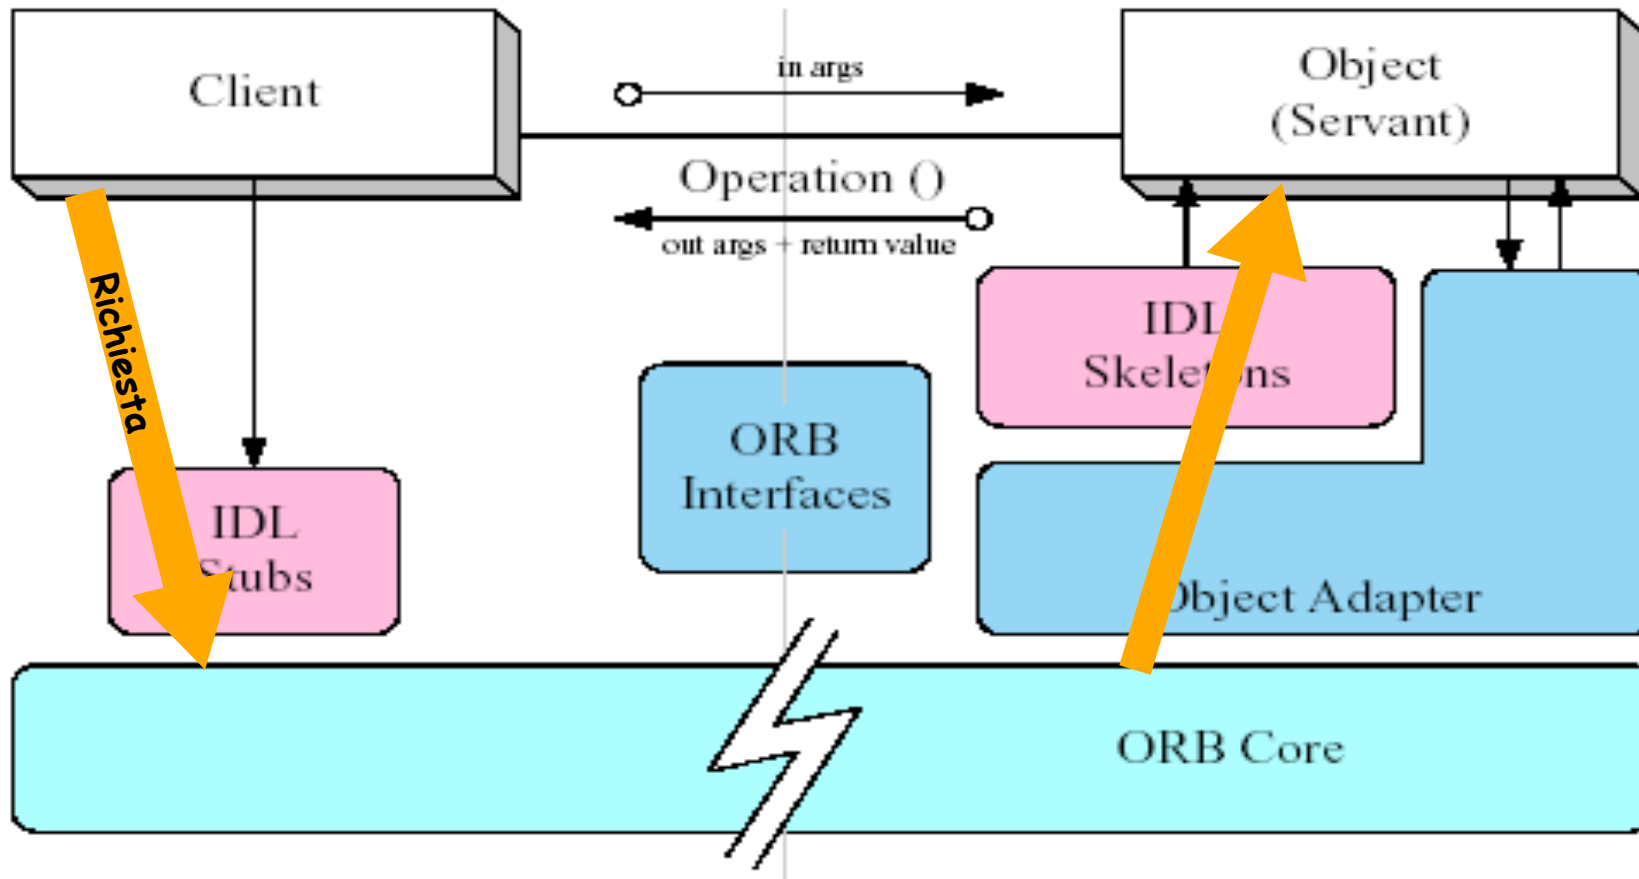 Client
in args
Object
(Servant)
Operation ()
out args + return value
Richiesta
IDL
Skeletons
ORB
Interfaces
IDL
Stubs
Object Adapter
ORB Core